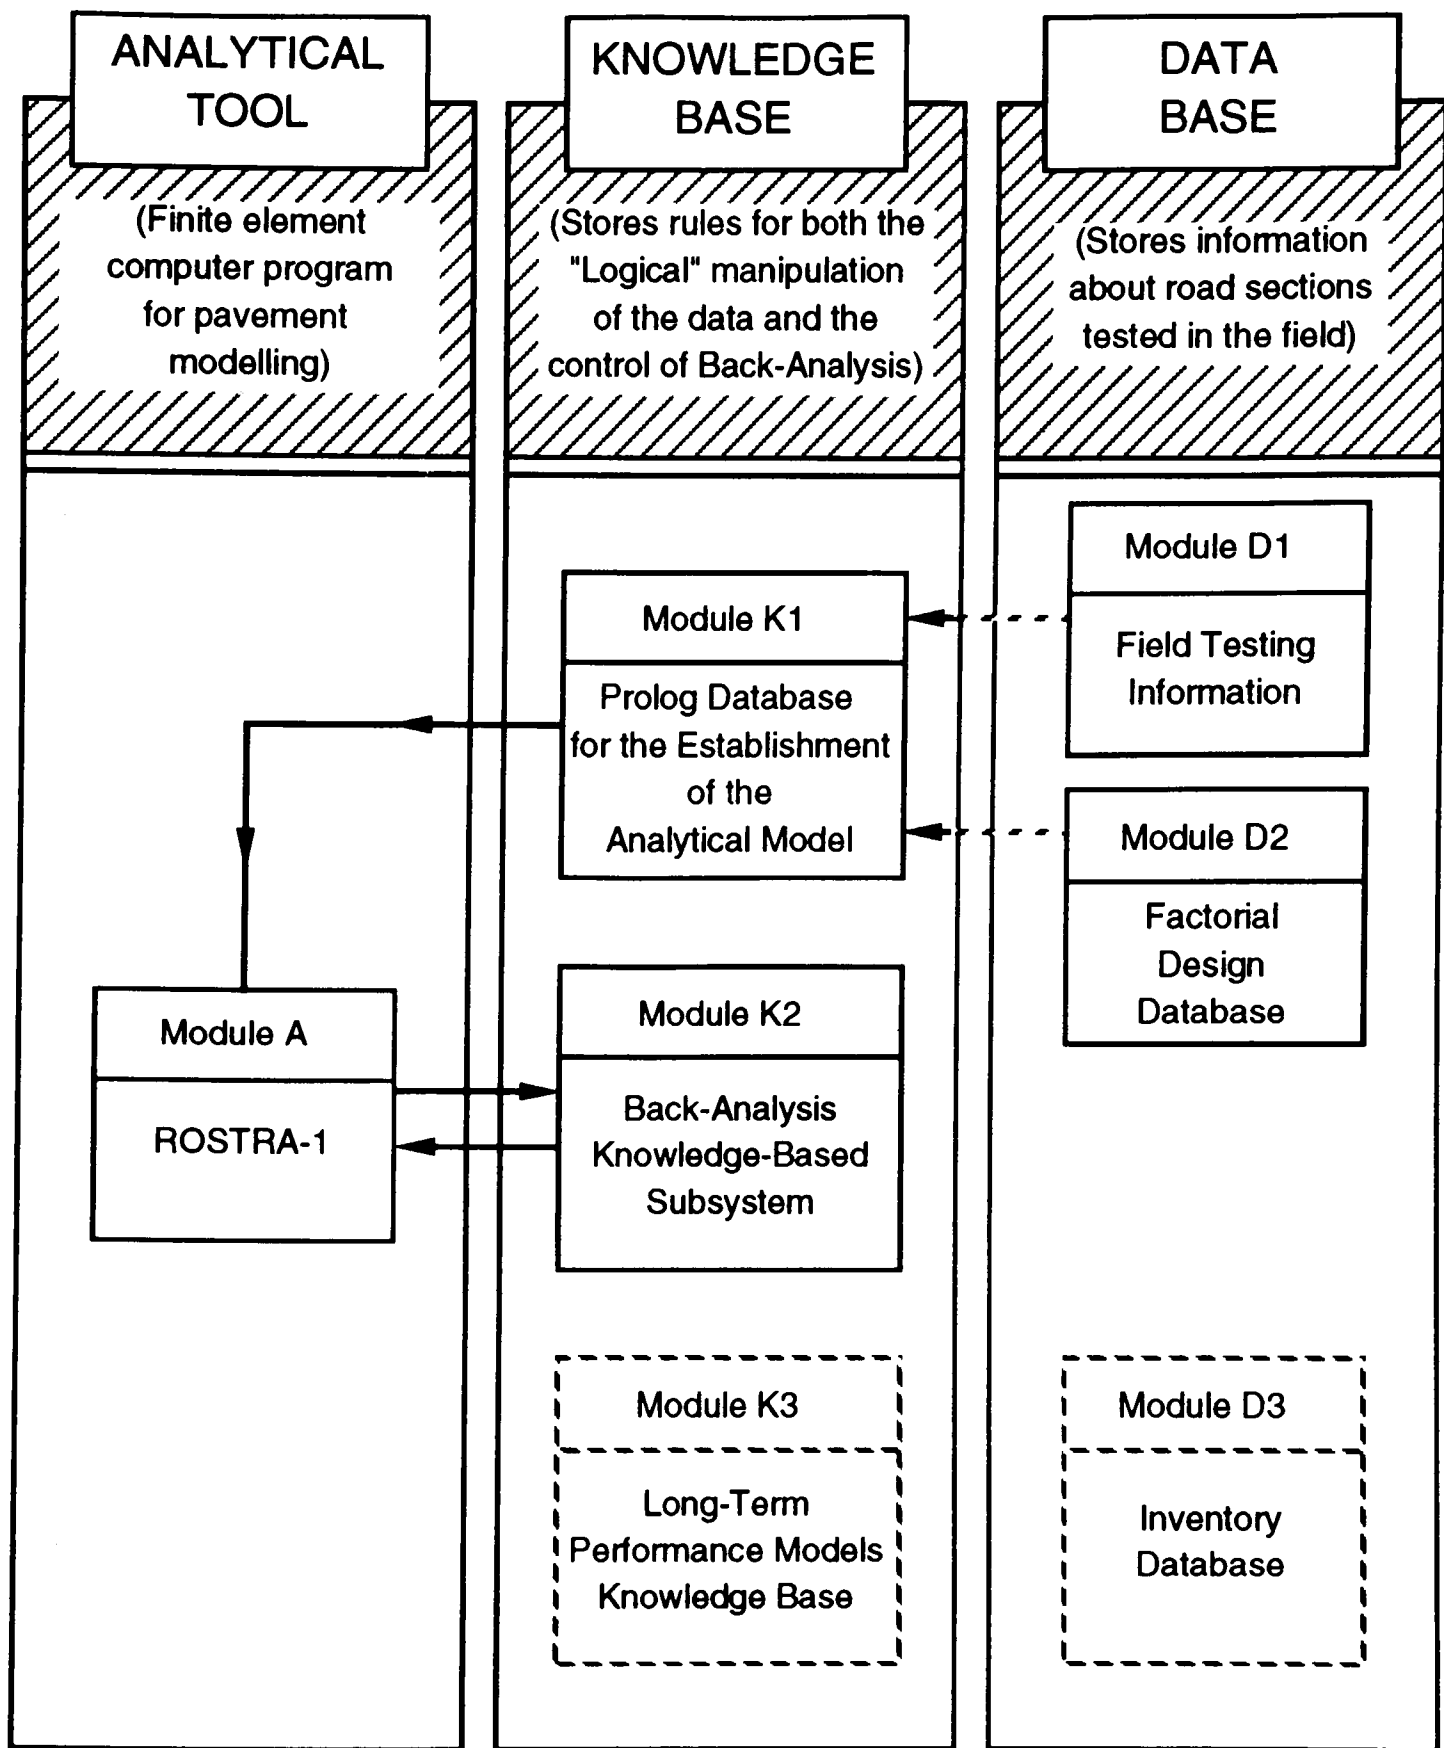 ANALYTICAL
TOOL
(Finite element
computer program
for pavement
modelling)
KNOWLEDGE
BASE
(Stores rules for both the
"Logical" manipulation
of the data and the
control of Back-Analysis)
DATA
BASE
(Stores information
about road sections
tested in the field)
Module A
ROSTRA-1
Module K1
Prolog Database
for the Establishment
of the
Analytical Model
Module K2
Back-Analysis
Knowledge-Based
Subsystem
Module K3
Long-Term
Performance Models
Knowledge Base
Module D1
Field Testing
Information
Module D2
Factorial
Design
Database
Module D3
Inventory
Database